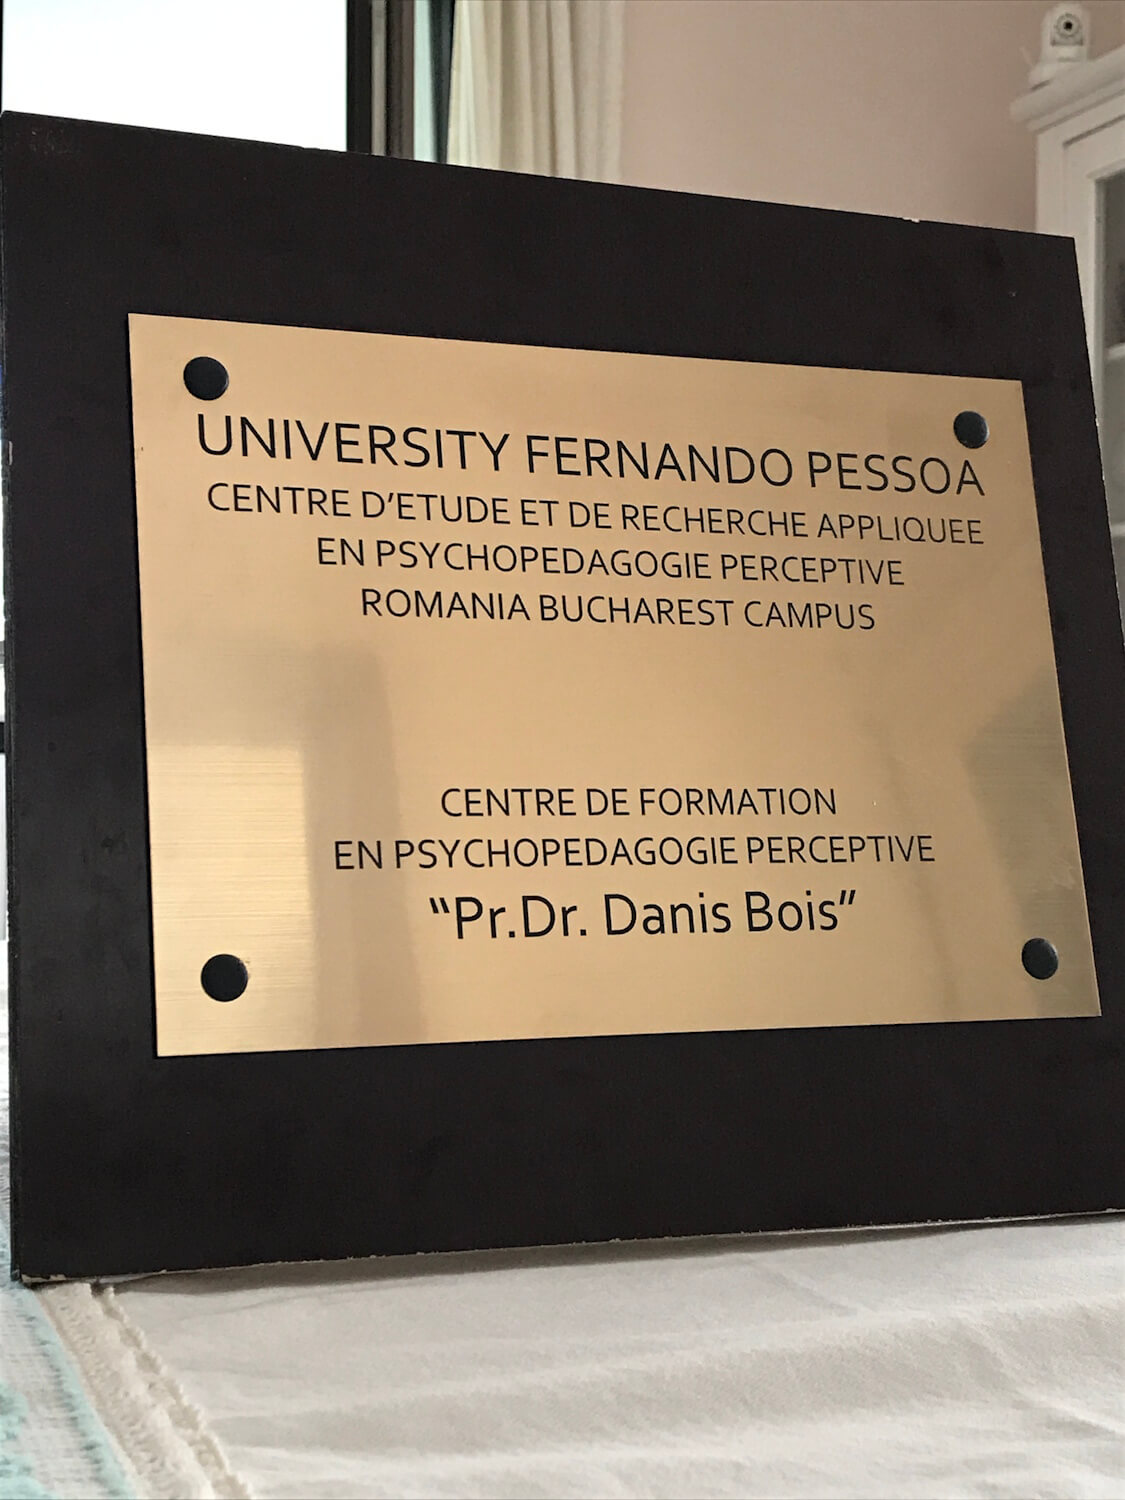 UNIVERSITY FERNANDO PESSOA
CENTRE D'ETUDE ET DE RECHERCHE APPLIQUEE
EN PSYCHOPEDAGOGIE PERCEPTIVE
ROMANIA BUCHAREST CAMPUS
CENTRE DE FORMATION
EN PSYCHOPEDAGOGIE PERCEPTIVE
“Pr.Dr. Danis Bois”